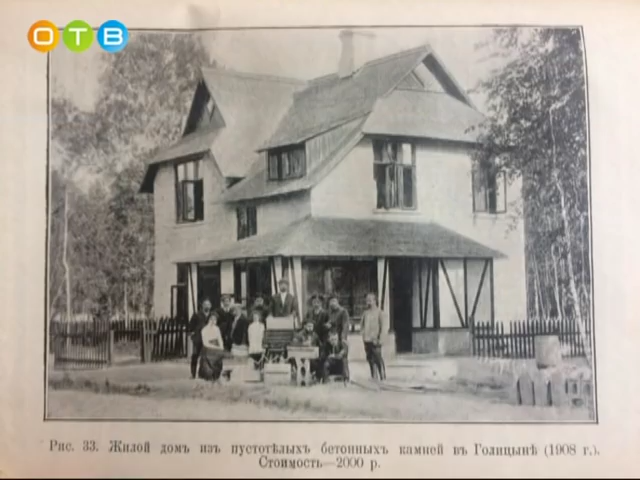 ОТВ
Рис. 33. Жилой домъ изъ пустотѣлыхъ бетонныхъ камней въ Голицынѣ (1908 г.).
Стоимость—2000 р.